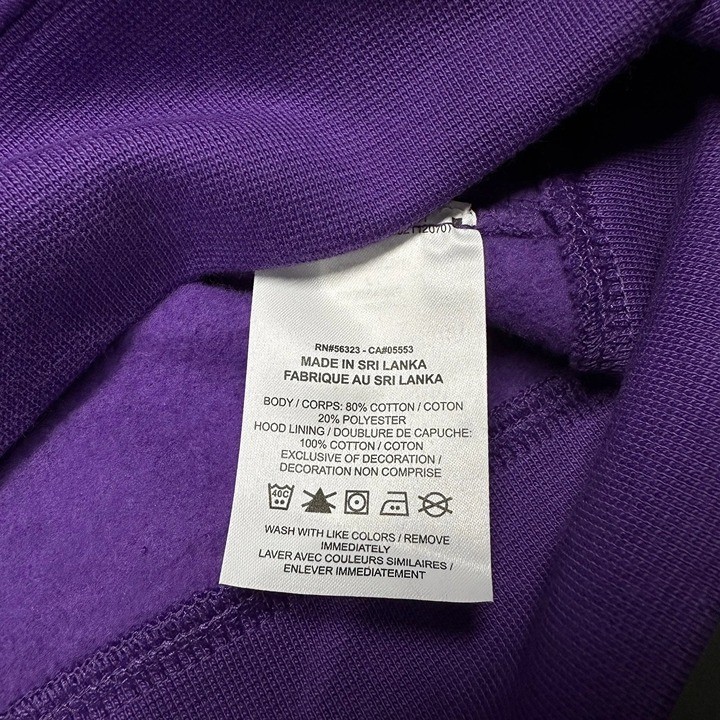 RN#56323 - CA#05553
MADE IN SRI LANKA
FABRIQUE AU SRI LANKA
BODY / CORPS: 80% COTTON / COTON
20% POLYESTER
HOOD LINING / DOUBLURE DE CAPUCHE:
100% COTTON / COTON
EXCLUSIVE OF DECORATION /
DECORATION NON COMPRISE
40C
WASH WITH LIKE COLORS / REMOVE
IMMEDIATELY
LAVER AVEC COULEURS SIMILAIRES /
ENLEVER IMMEDIATEMENT